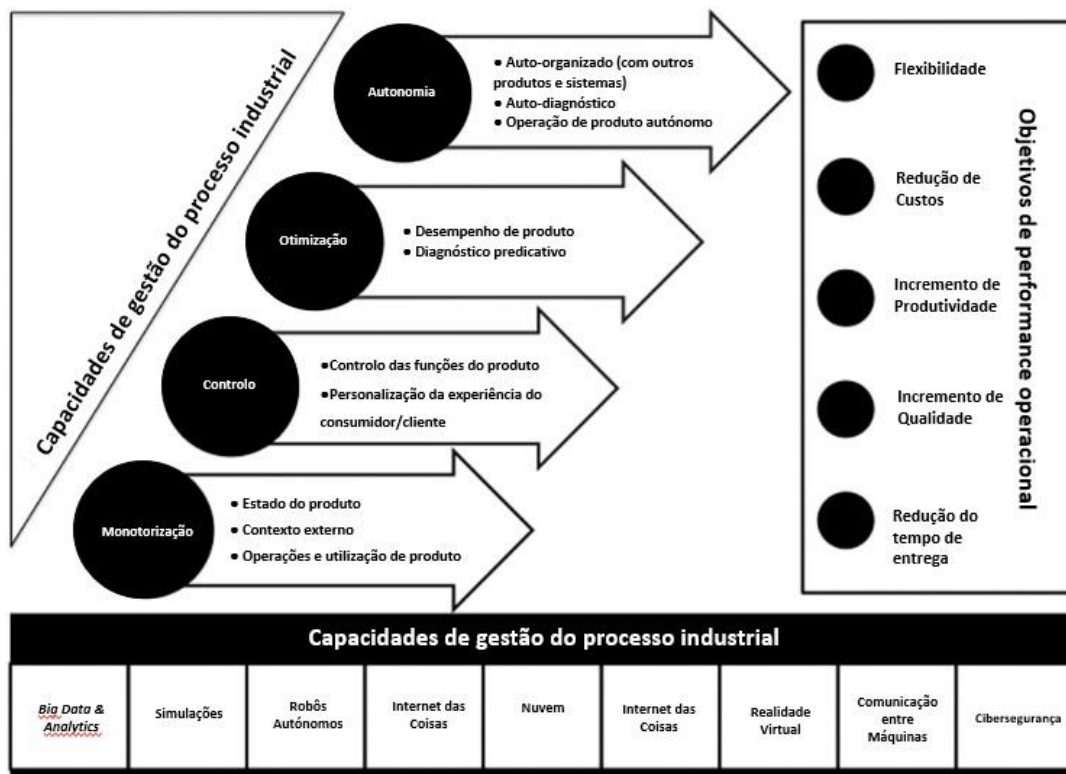 Capacidades de gestão do processo industrial
Autonomia
• Auto-organizado (com outros
produtos e sistemas)
• Auto-diagnóstico
• Operação de produto autónomo
Otimização
• Desempenho de produto
• Diagnóstico predicativo
Controlo
•Controlo das funções do produto
•Personalização da experiência do
consumidor/cliente
Monotorização
• Estado do produto
• Contexto externo
• Operações e utilização de produto
Flexibilidade
Redução de
Custos
Incremento de
Produtividade
Incremento de
Qualidade
Redução do
tempo de
entrega
Objetivos de performance operacional
Capacidades de gestão do processo industrial
Big Data &
Analytics
Simulações
Robôs
Autónomos
Internet das
Coisas
Nuvem
Internet das
Coisas
Realidade
Virtual
Comunicação
entre
Máquinas
Cibersegurança